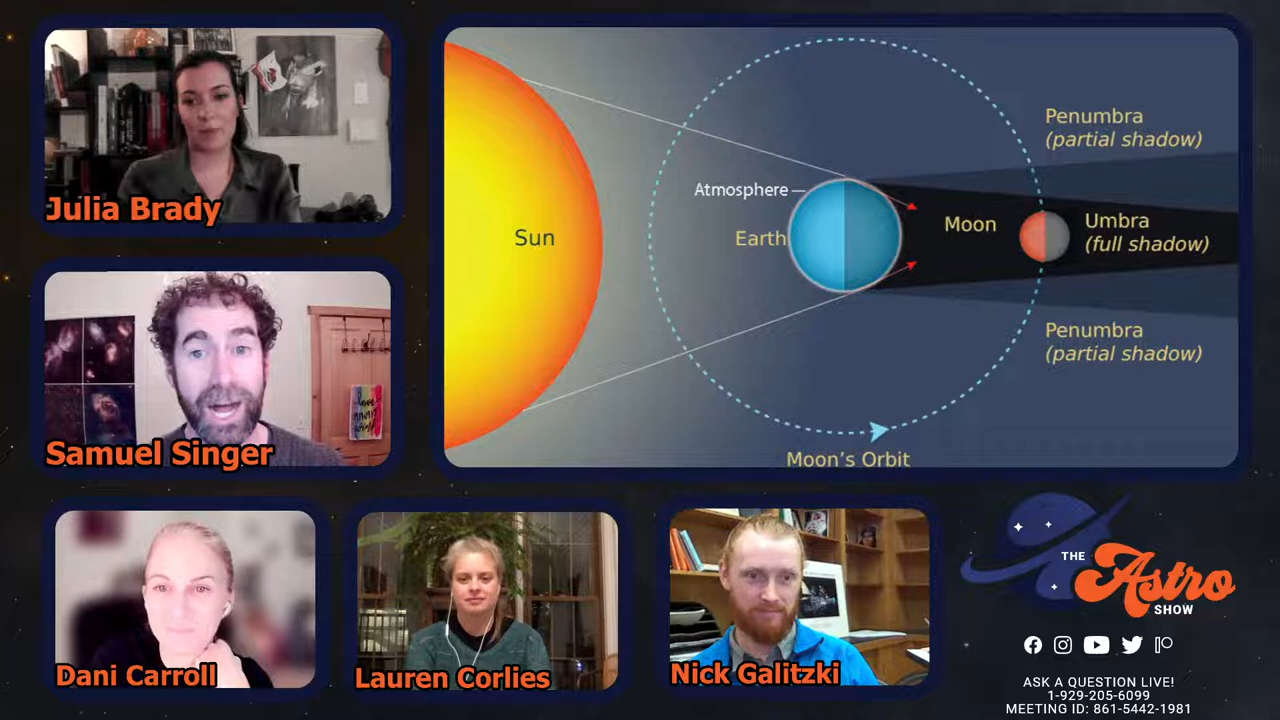 Julia Brady
Samuel Singer
Sun
Atmosphere
Earth
Moon
Penumbra
(partial shadow)
Umbra
(full shadow)
Penumbra
(partial shadow)
Moon's Orbit
Dani Carroll
Lauren Corlies
Nick Galitzki
THE
Astro
SHOW
ASK A QUESTION LIVE!
1-929-205-6099
MEETING ID: 861-5442-1981